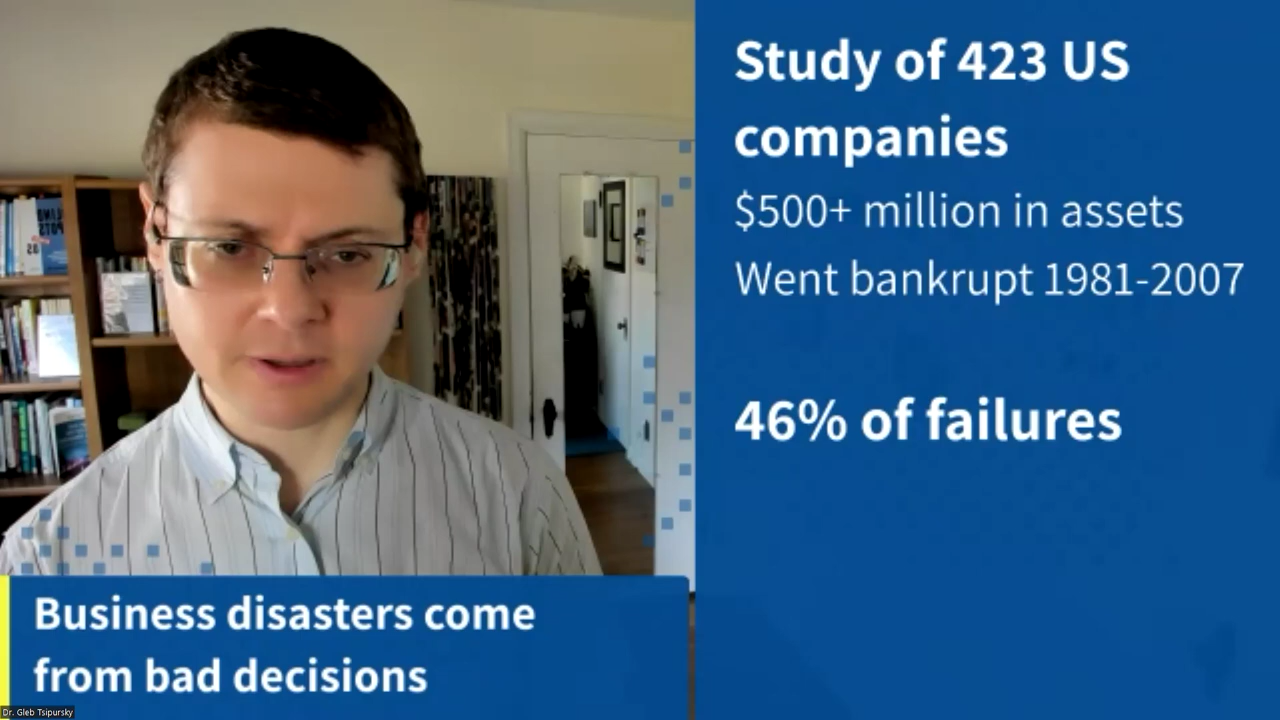 Study of 423 US
companies
$500+ million in assets
Went bankrupt 1981-2007
46% of failures
Business disasters come
from bad decisions
Dr. Gleb Tsipursky